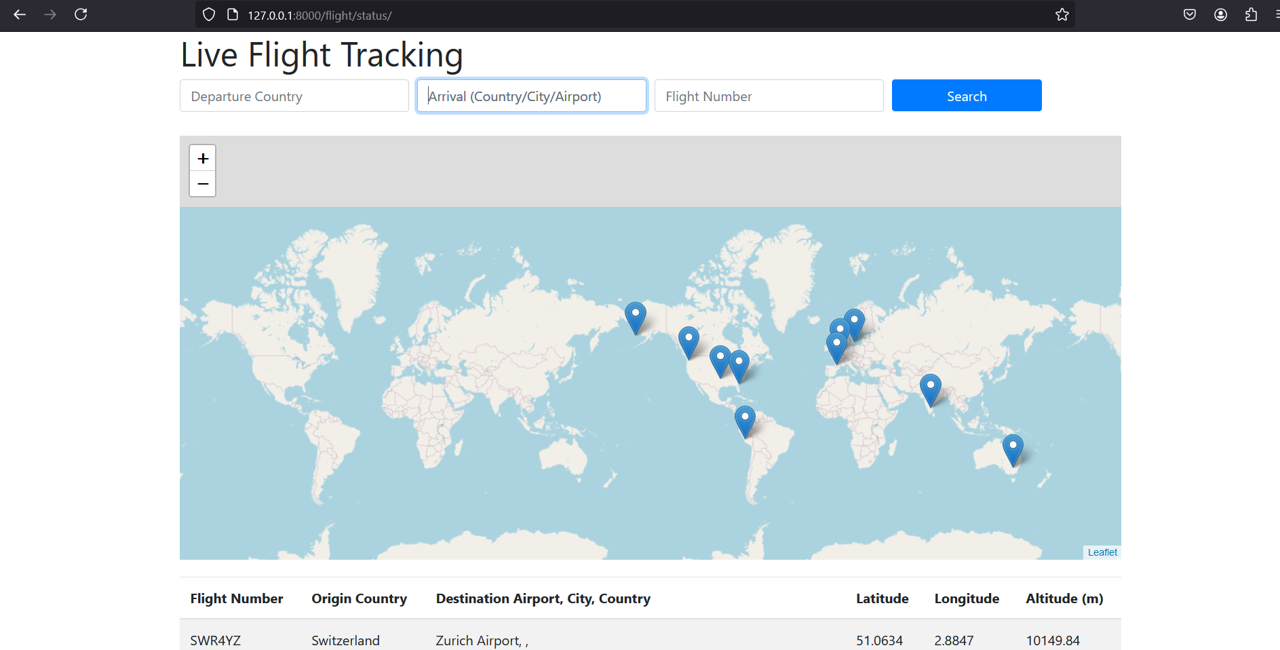 127.0.0.1:8000/flight/status/
Live Flight Tracking
Departure Country Arrival (Country/City/Airport) Flight Number Search
+
−
Leaflet
Flight Number Origin Country Destination Airport, City, Country Latitude Longitude Altitude (m)
SWR4YZ Switzerland Zurich Airport, , 51.0634 2.8847 10149.84